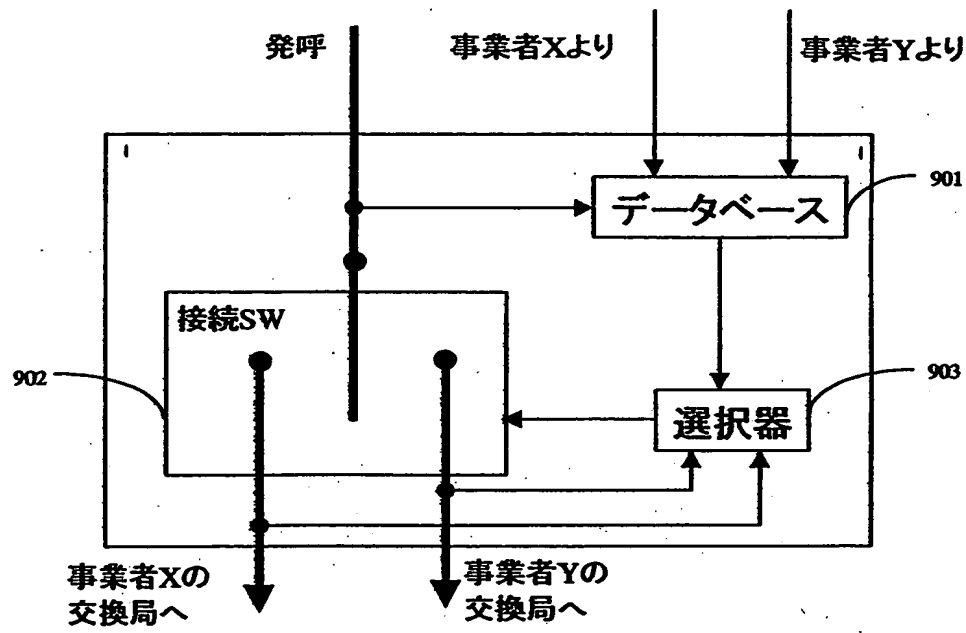 発呼
事業者Xより
事業者Yより
901
データベース
接続SW
902
903
選択器
事業者Xの
交換局へ
事業者Yの
交換局へ